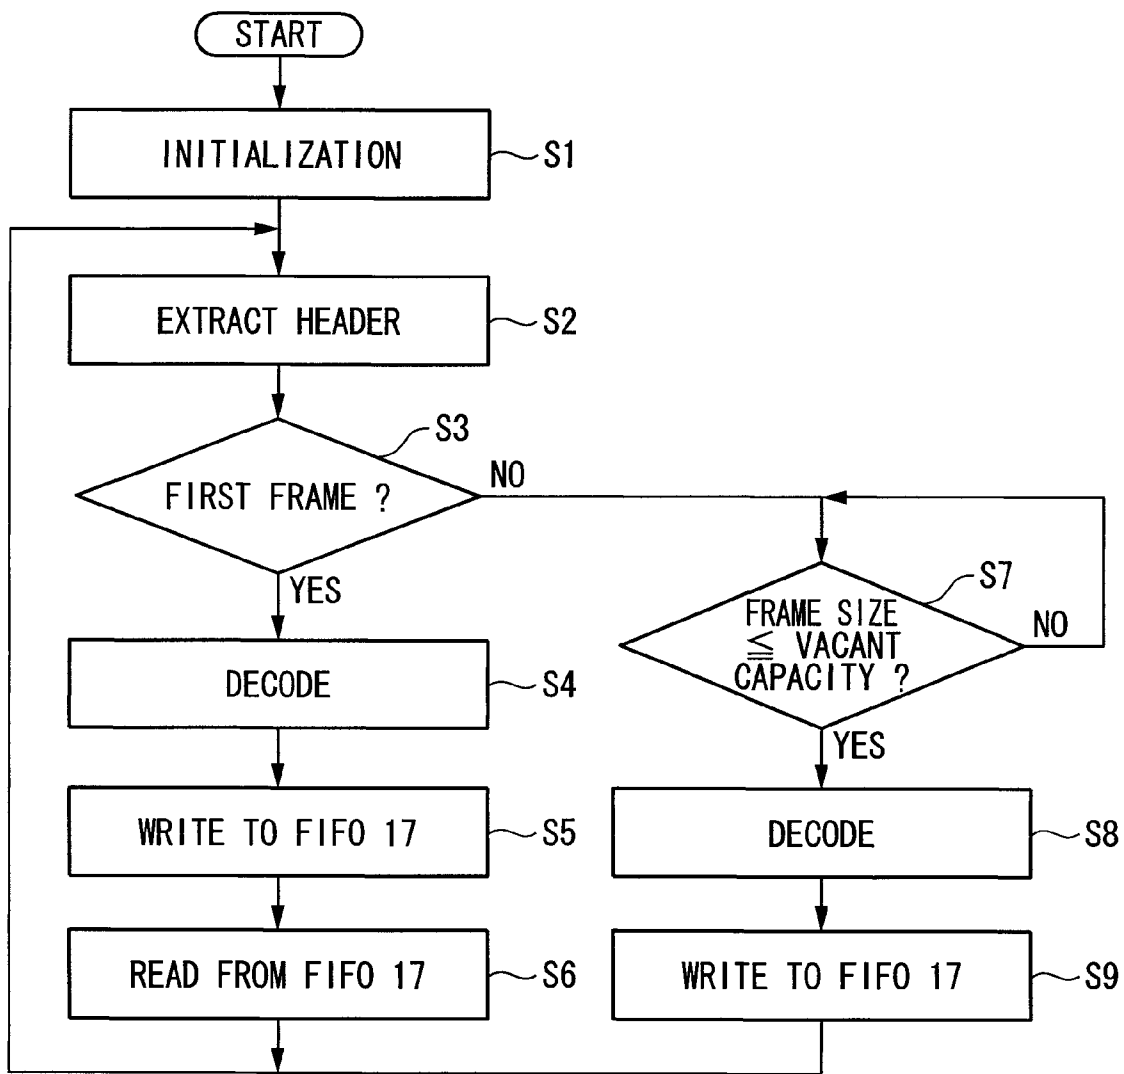 START
INITIALIZATION
S1
EXTRACT HEADER
S2
S3
FIRST FRAME ?
NO
YES
DECODE
S4
WRITE TO FIFO 17
S5
READ FROM FIFO 17
S6
S7
FRAME SIZE
≦ VACANT
CAPACITY ?
NO
YES
DECODE
S8
WRITE TO FIFO 17
S9